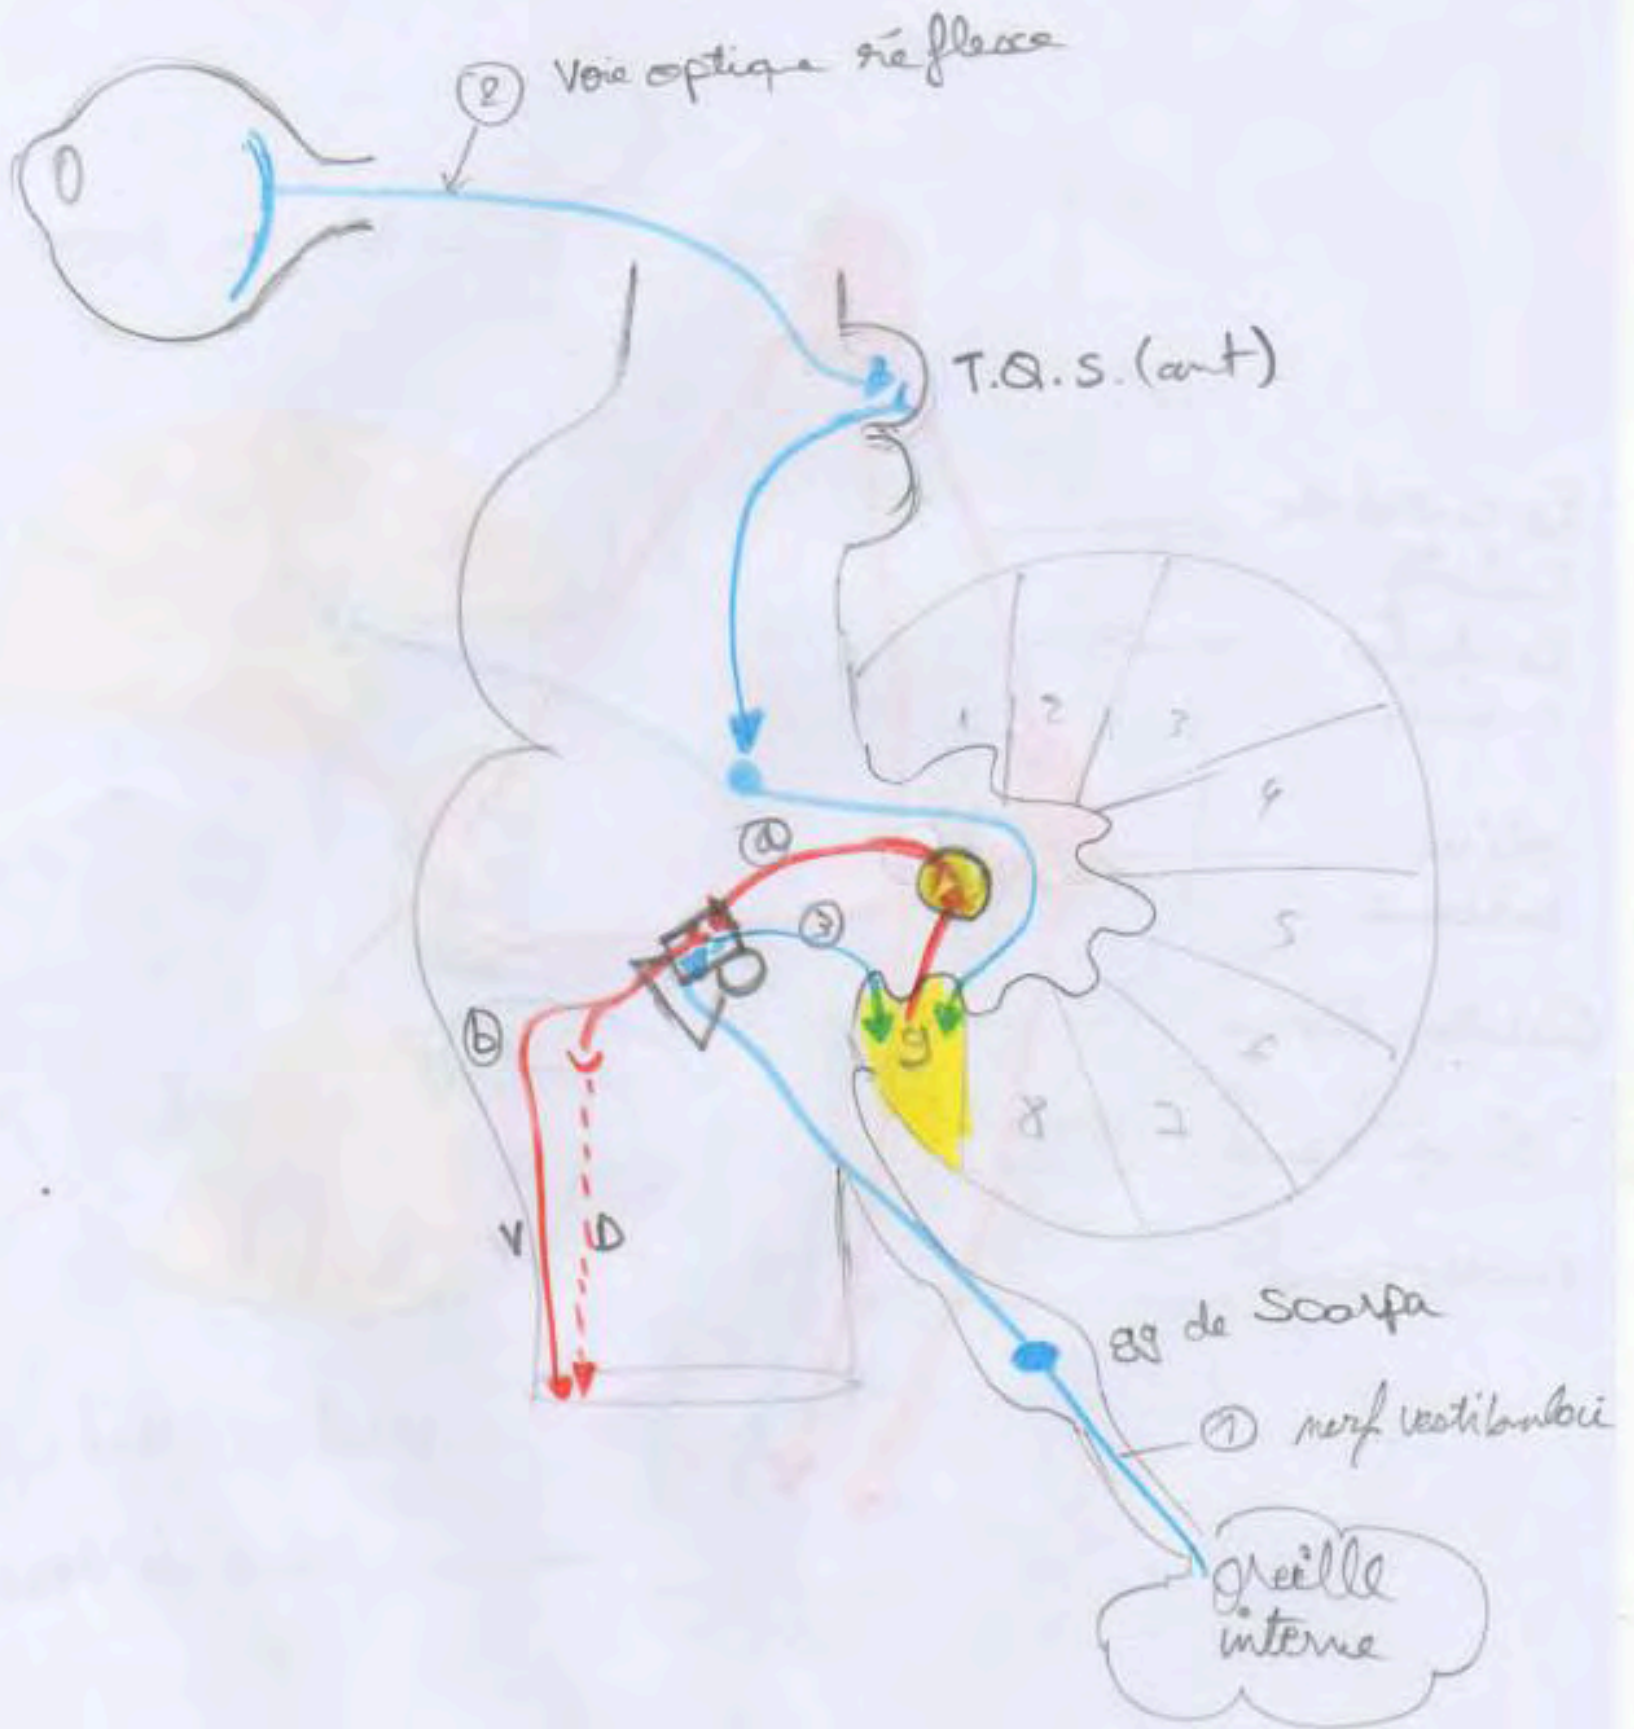 ② Voie optique réflexe
T.Q.S. (ant)
1
2
3
4
ⓐ
③
5
ⓑ
9
6
8
7
V
D
gg de Scarpa
① nerf vestibulaire
oreille
interne